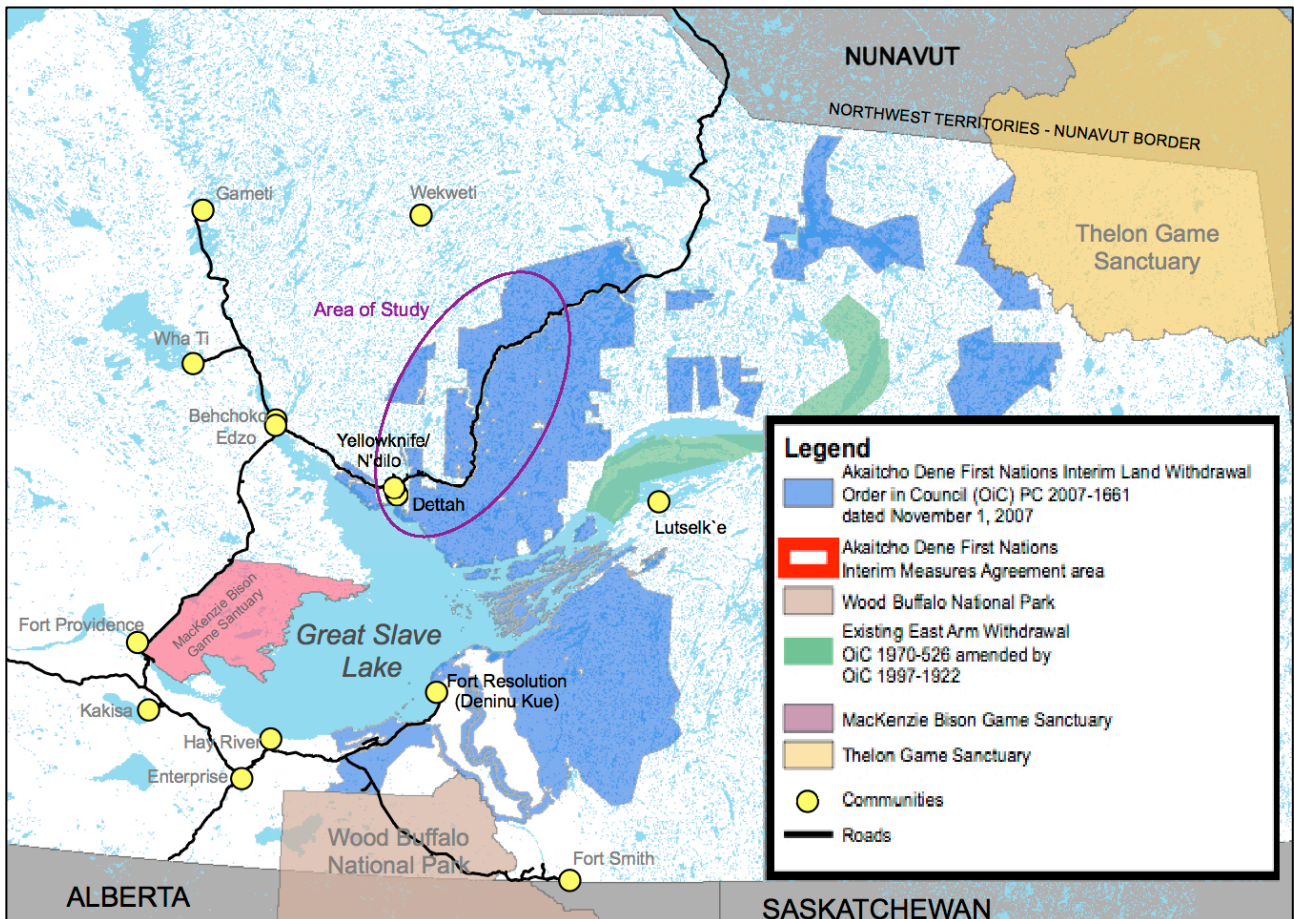 NUNAVUT
NORTHWEST TERRITORIES - NUNAVUT BORDER
Gameti
Wekweti
Thelon Game
Sanctuary
Area of Study
Wha Ti
Behchoko
Edzo
Yellowknife/
N'dilo
Dettah
Lutselk`e
Legend
Akaitcho Dene First Nations Interim Land Withdrawal
Order in Council (OiC) PC 2007-1661
dated November 1, 2007
Akaitcho Dene First Nations
Interim Measures Agreement area
Wood Buffalo National Park
Existing East Arm Withdrawal
OiC 1970-526 amended by
OiC 1997-1922
MacKenzie Bison Game Sanctuary
Thelon Game Sanctuary
Communities
Roads
MacKenzie Bison
Game Santuary
Fort Providence
Great Slave
Lake
Fort Resolution
(Deninu Kue)
Kakisa
Hay River
Enterprise
Wood Buffalo
National Park
Fort Smith
ALBERTA
SASKATCHEWAN